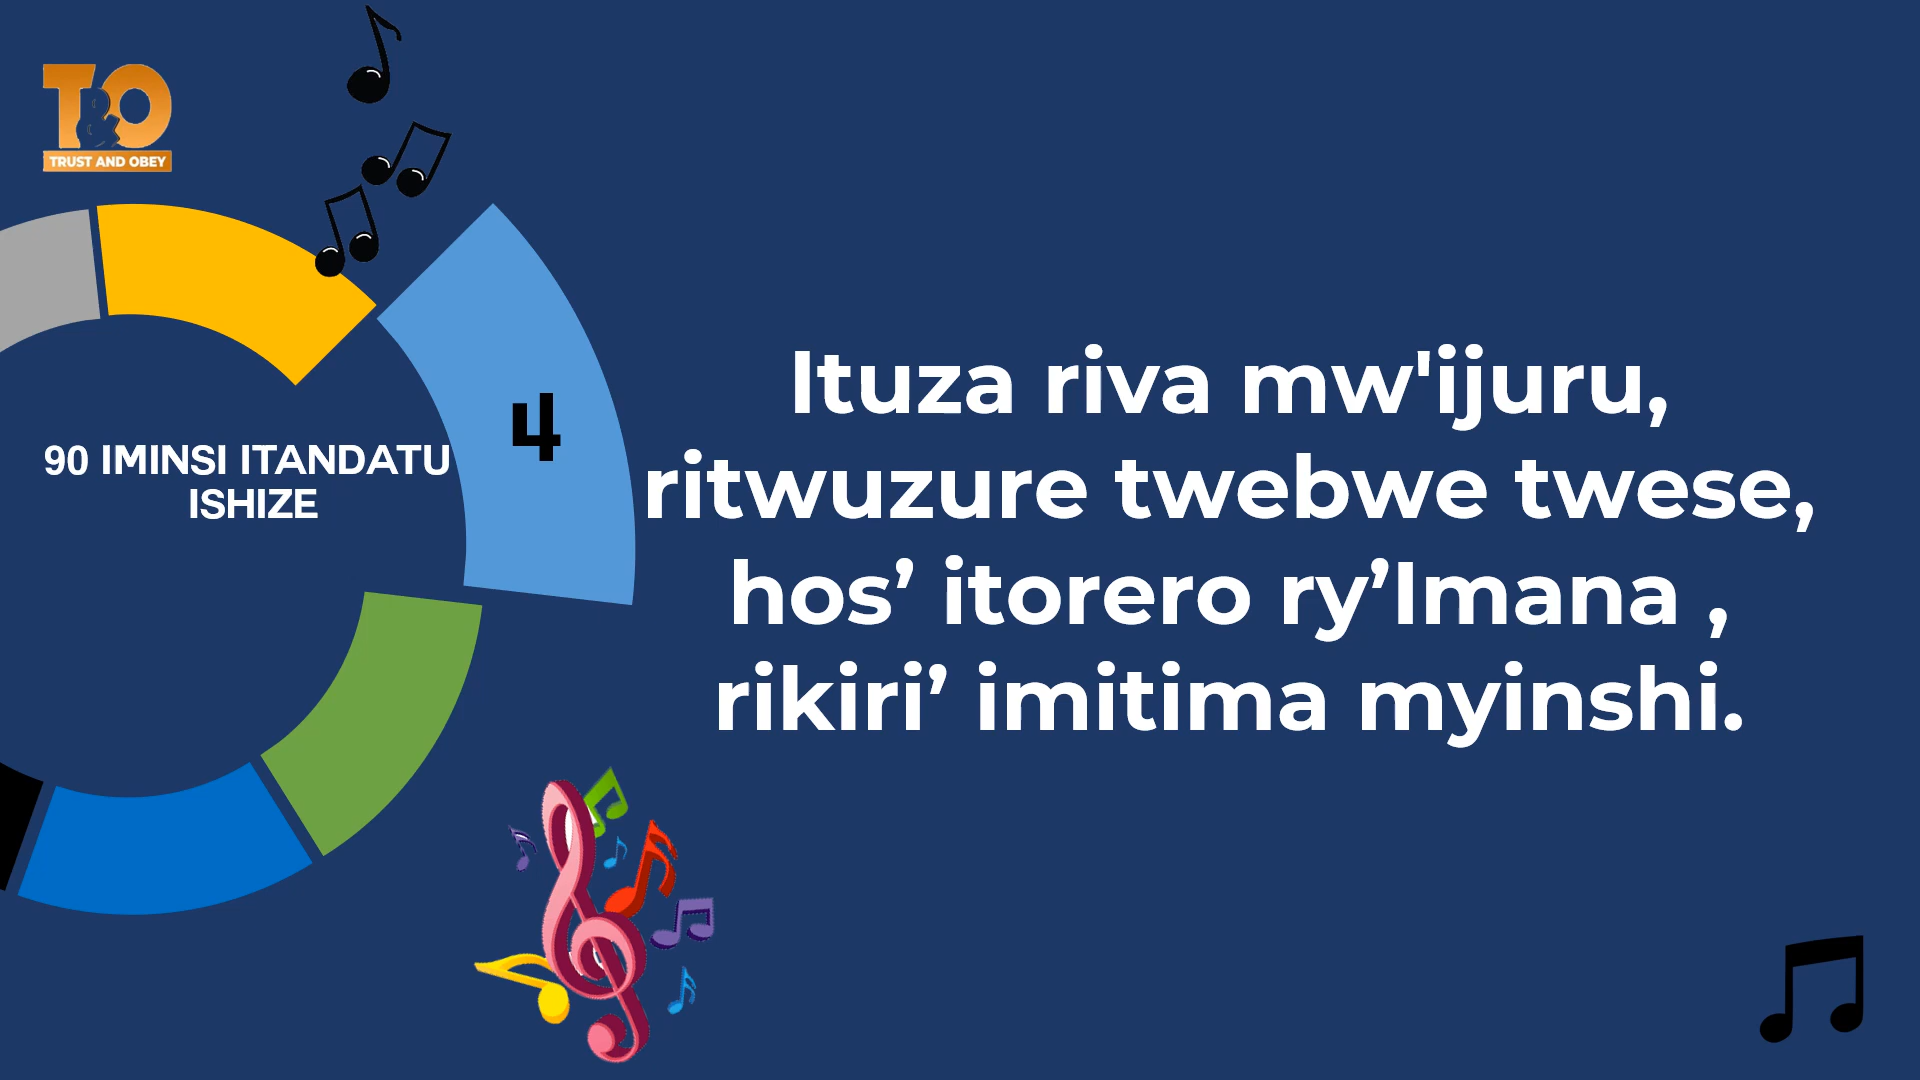 T&O
TRUST AND OBEY
90 IMINSI ITANDATU
ISHIZE
4
Ituza riva mw'ijuru,
ritwuzure twebwe twese,
hos’ itorero ry’Imana ,
rikiri’ imitima myinshi.